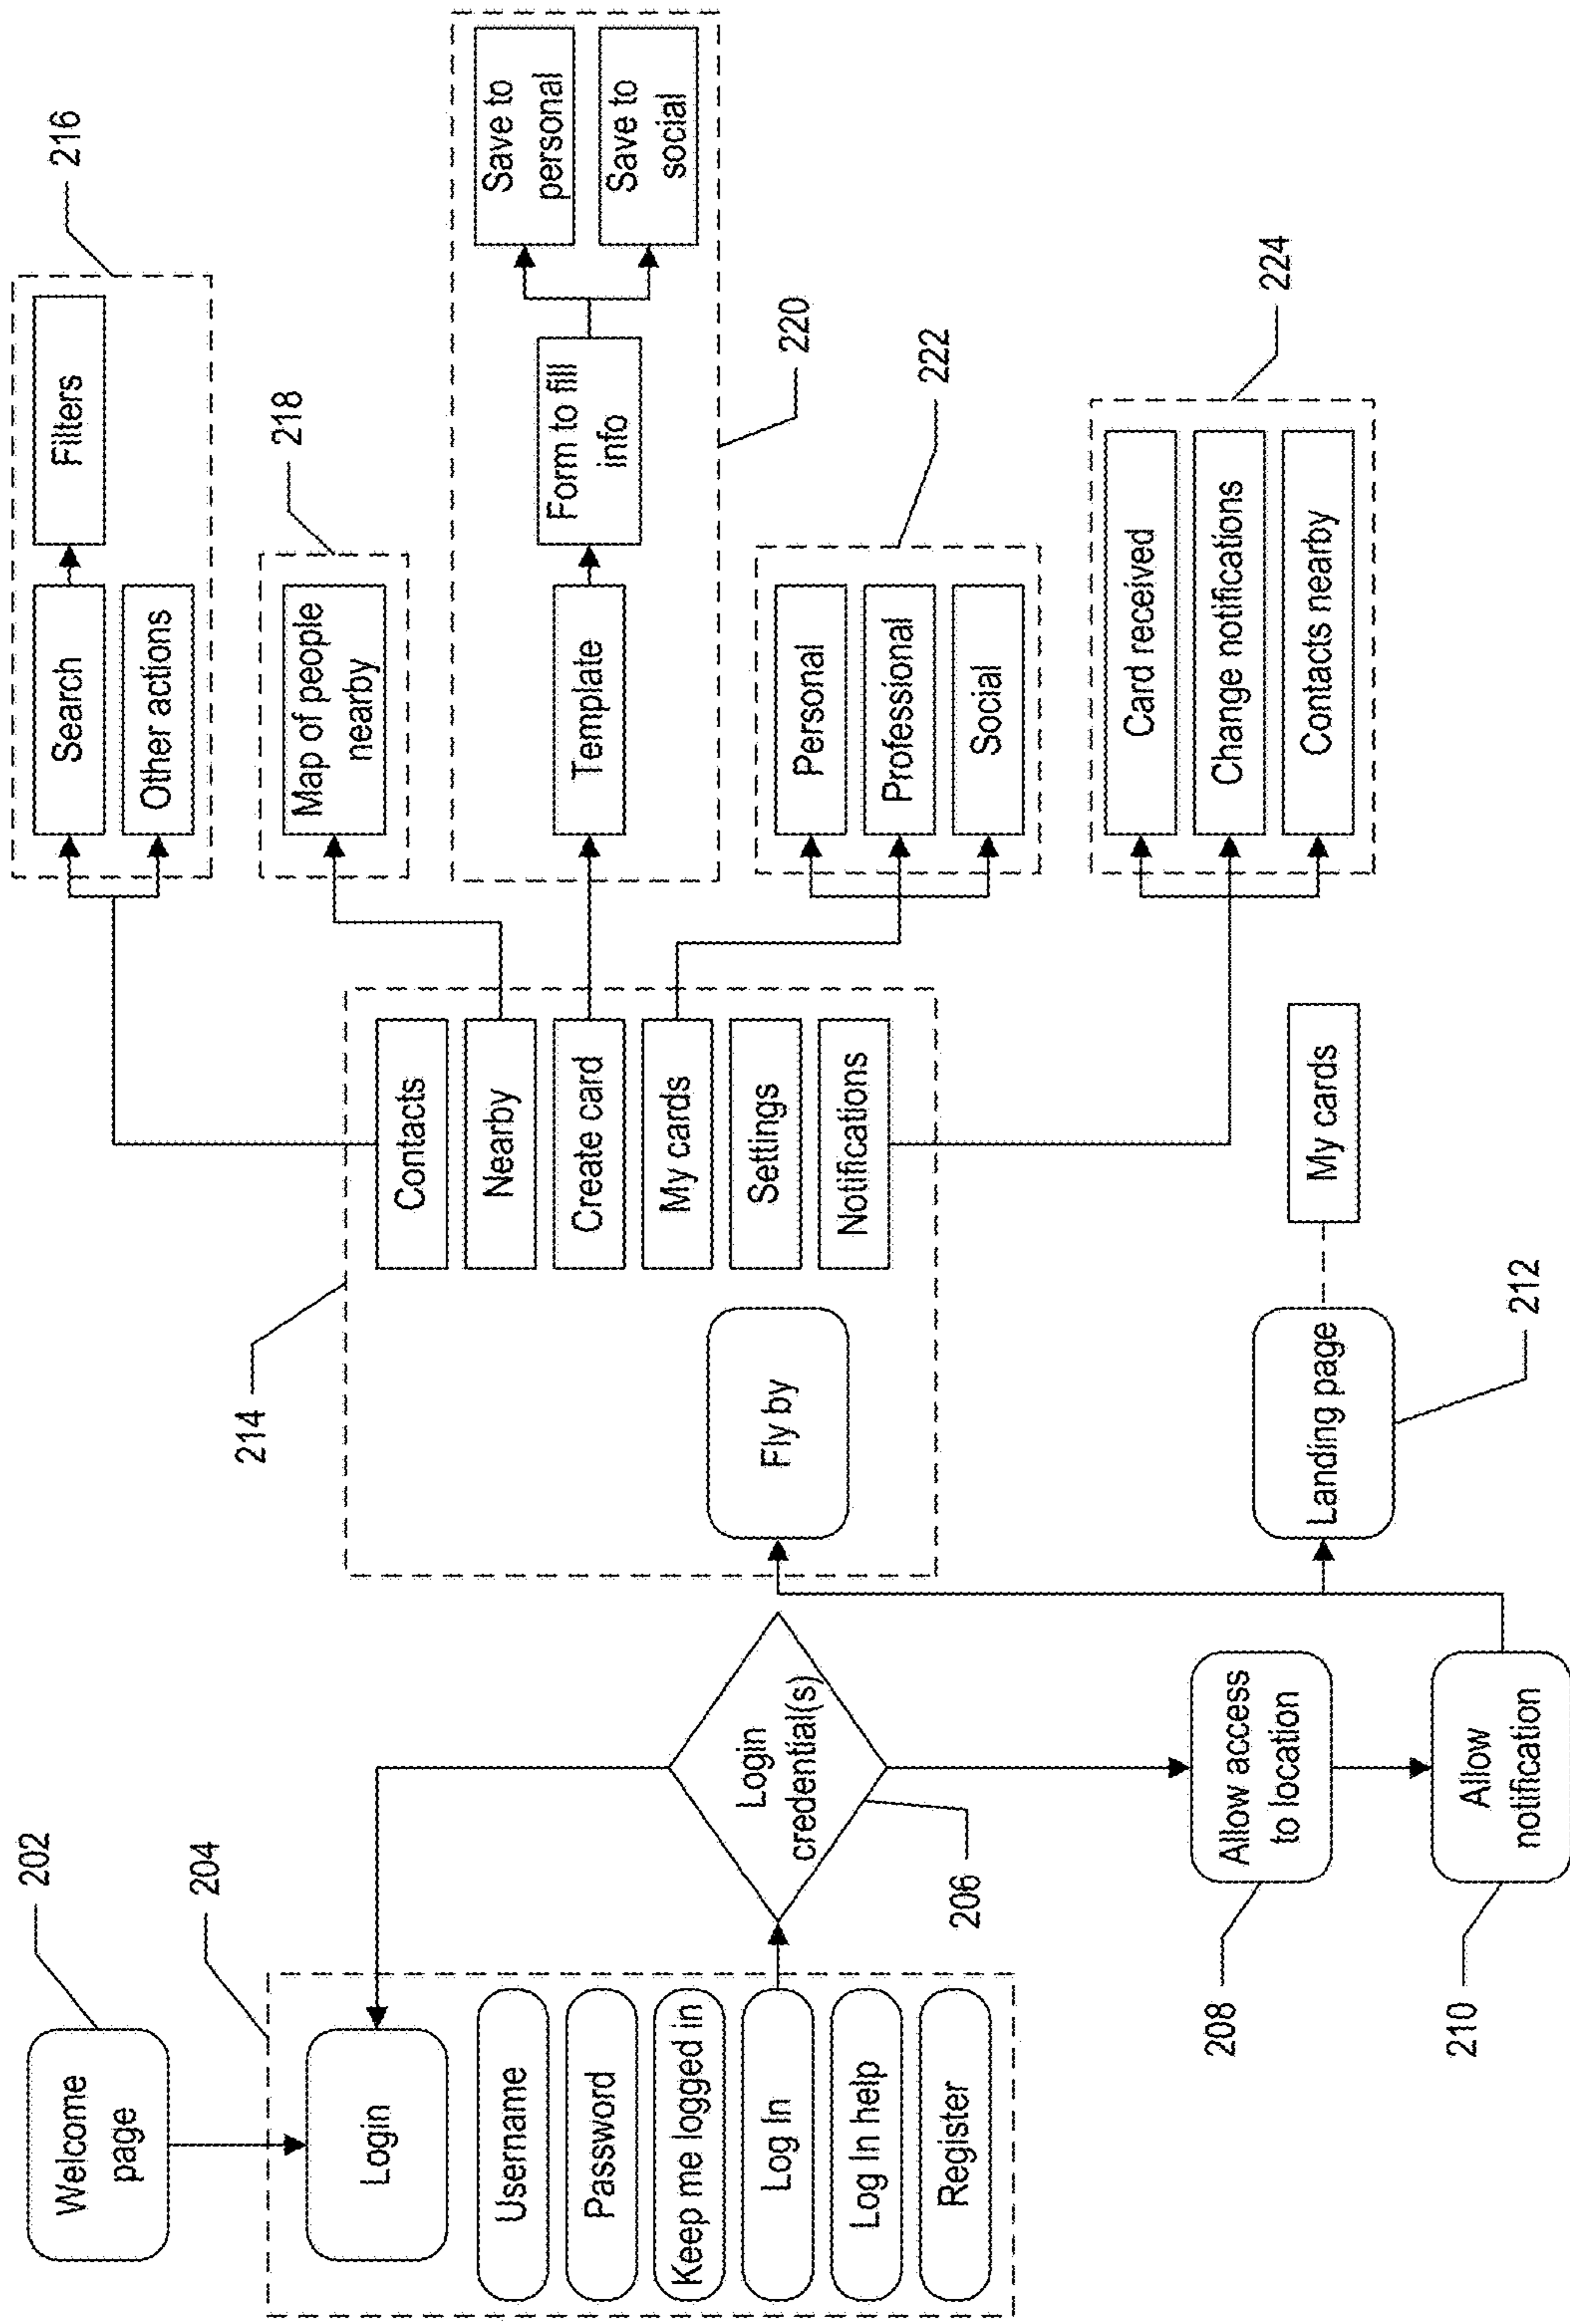 202
Welcome
page
204
Login
Username
Password
Keep me logged in
Log In
Log In help
Register
Login
credential(s)
206
Allow access
to location
208
Allow
notification
210
214
Fly by
Contacts
Nearby
Create card
My cards
Settings
Notifications
Landing page
212
My cards
216
Search
Filters
Other actions
218
Map of people
nearby
Template
Form to fill
info
Save to
personal
Save to
social
220
222
Personal
Professional
Social
224
Card received
Change notifications
Contacts nearby